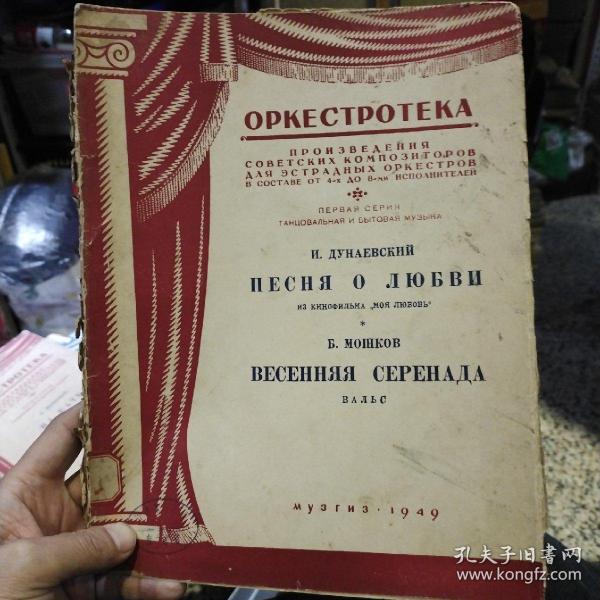 ОРКЕСТРОТЕКА
ПРОИЗВЕДЕНИЯ
СОВЕТСКИХ КОМПОЗИТОРОВ
ДЛЯ ЭСТРАДНЫХ ОРКЕСТРОВ
В СОСТАВЕ ОТ 4-х ДО 8-ми ИСПОЛНИТЕЛЕЙ
ПЕРВАЯ СЕРИЯ
ТАНЦОВАЛЬНАЯ И БЫТОВАЯ МУЗЫКА
И. ДУНАЕВСКИЙ
ПЕСНЯ О ЛЮБВИ
ИЗ КИНОФИЛЬМА „МОЯ ЛЮБОВЬ“
*
Б. МОШКОВ
ВЕСЕННЯЯ СЕРЕНАДА
ВАЛЬС
МУЗГИЗ · 1949
СТРОТЕКА
孔夫子旧书网
www.kongfz.com